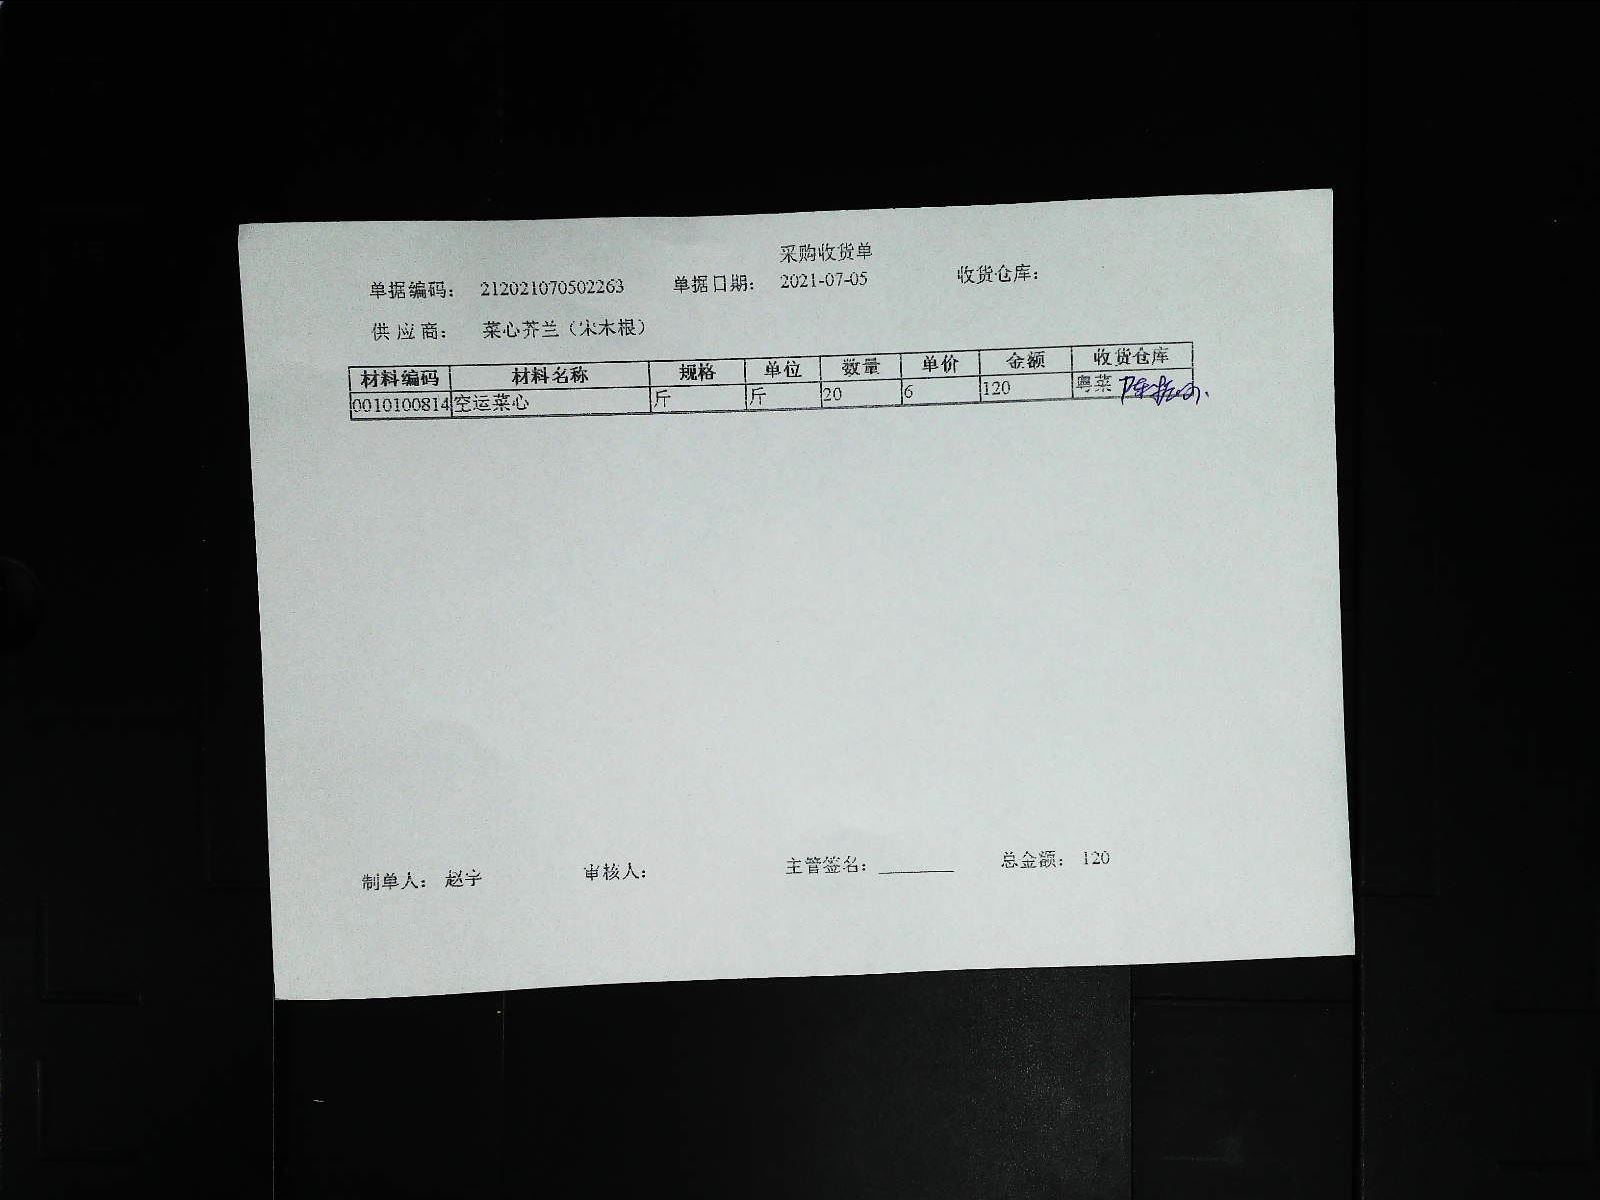 采购收货单
单据编码： 212021070502263 单据日期： 2021-07-05 收货仓库：
供 应 商： 菜心芥兰（宋木根）
材料编码 材料名称 规格 单位 数量 单价 金额 收货仓库
0010100814 空运菜心 斤 斤 20 6 120 粤菜
制单人： 赵宇 审核人： 主管签名：________ 总金额： 120